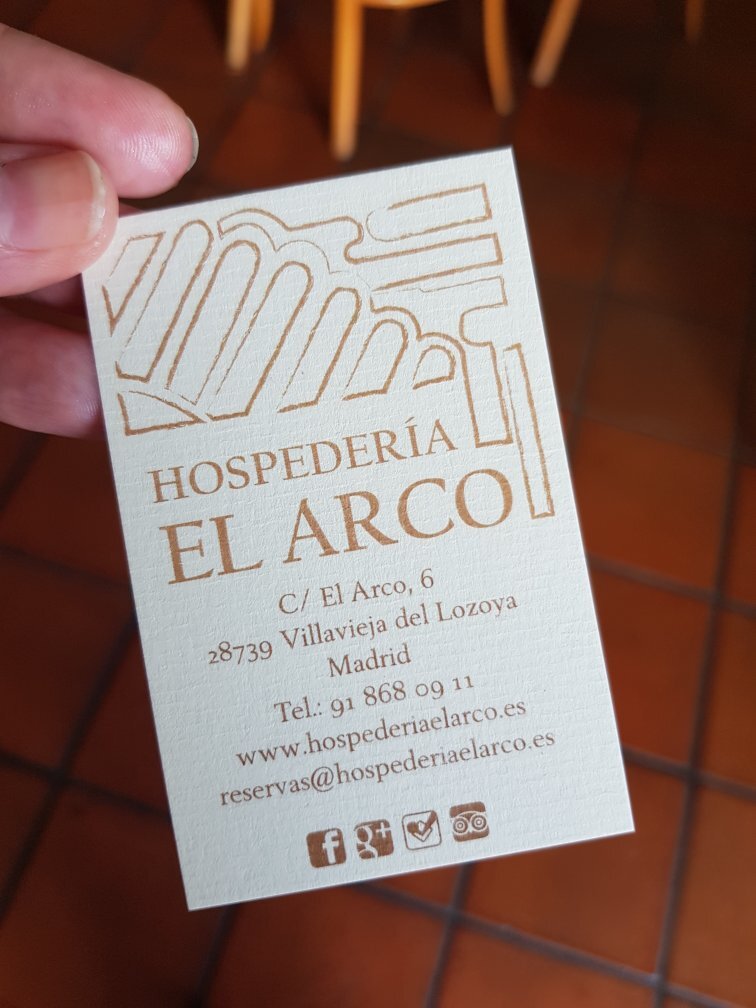 HOSPEDERÍA
EL ARCO
C/ El Arco, 6
28739 Villavieja del Lozoya
Madrid
Tel.: 91 868 09 11
www.hospederiaelarco.es
reservas@hospederiaelarco.es
f g+